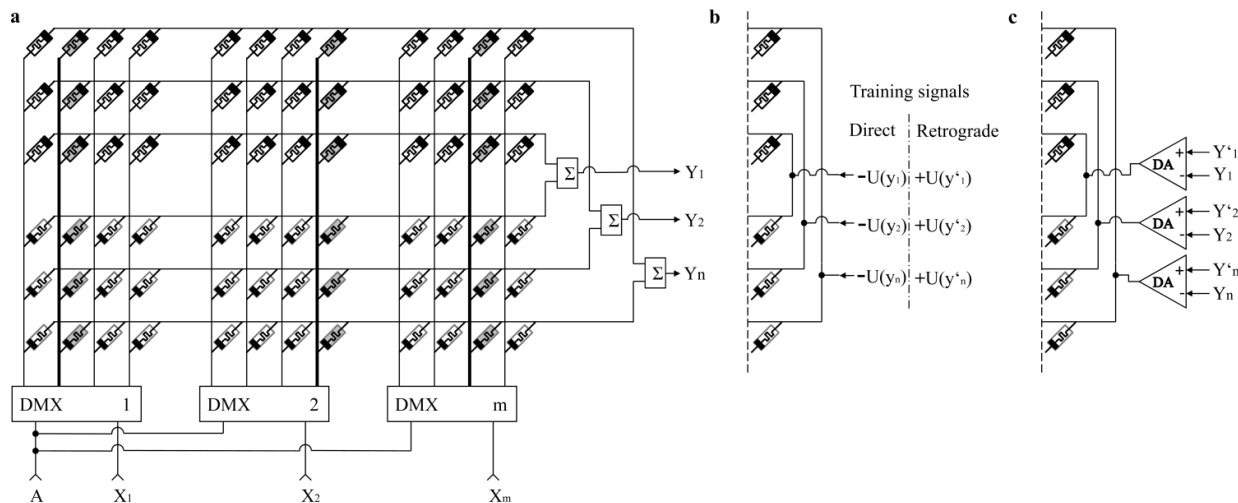 a
b
c
Σ
Σ
Σ
Y1
Y2
Yn
DMX 1
DMX 2
DMX m
A
X1
X2
Xm
Training signals
Direct Retrograde
-U(y1) +U(y‘1)
-U(y2) +U(y‘2)
-U(yn) +U(y‘n)
DA + -
Y‘1
Y1
DA + -
Y‘2
Y2
DA + -
Y‘n
Yn